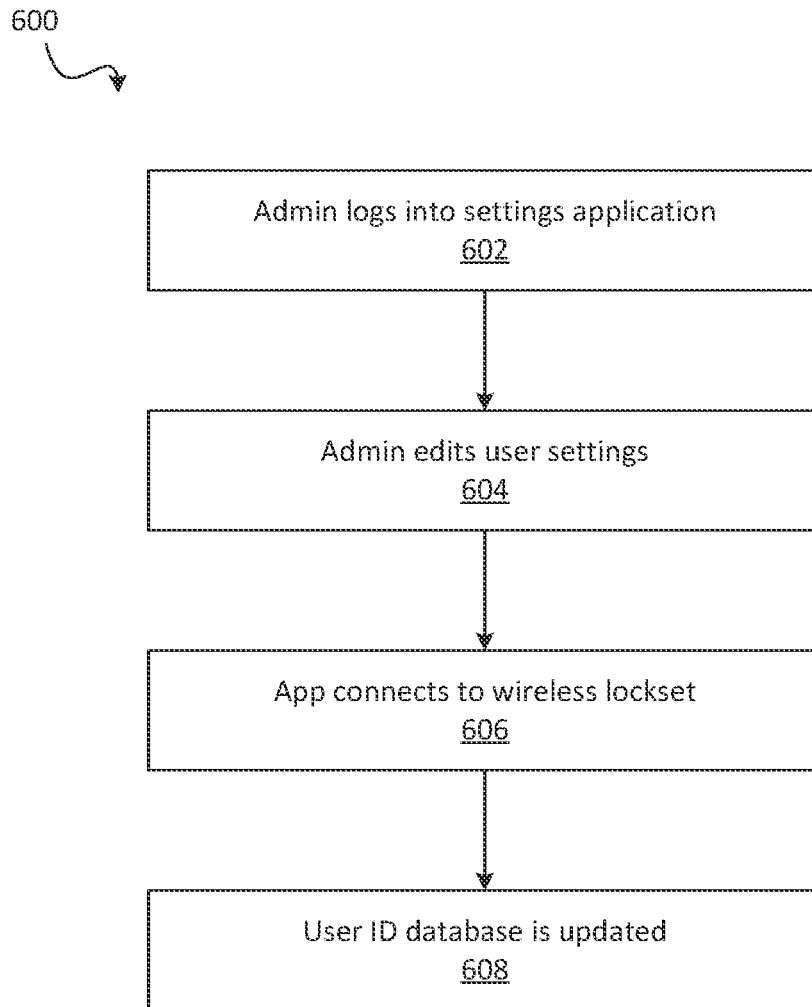 600
Admin logs into settings application
602
Admin edits user settings
604
App connects to wireless lockset
606
User ID database is updated
608